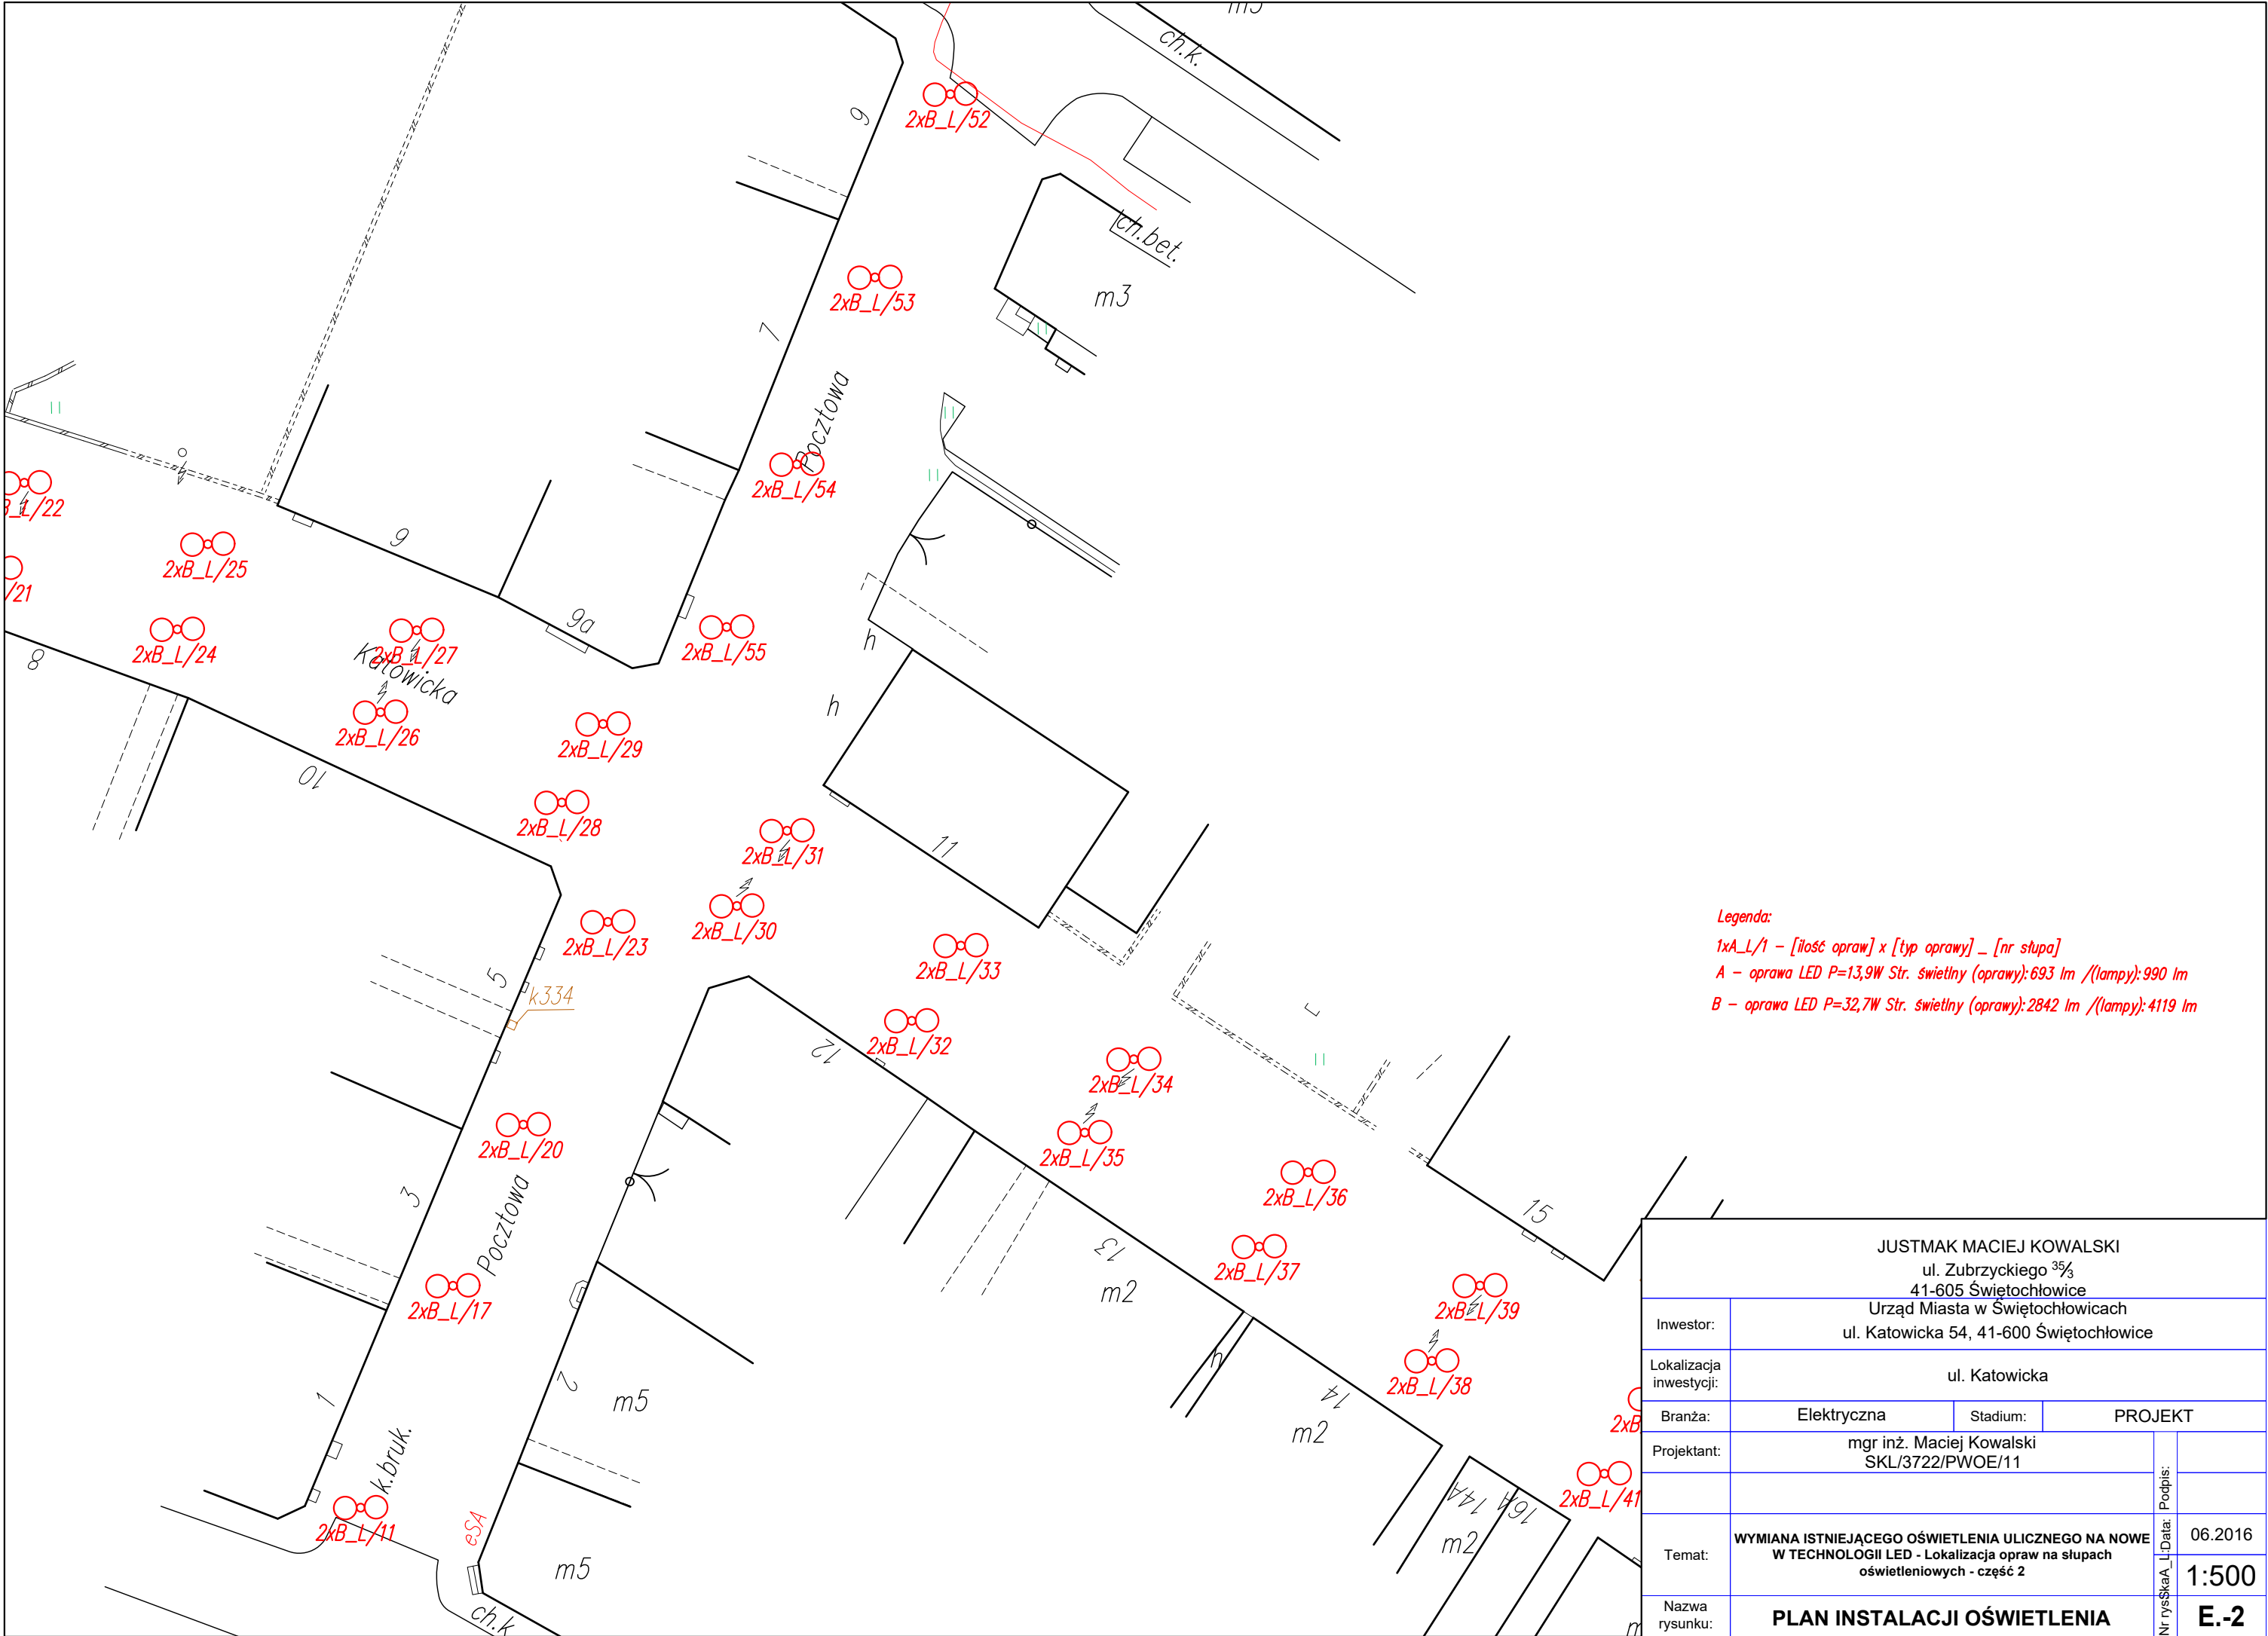 m3
ch.k.
2xB_L/52
9
ch.bet.
2xB_L/53
m3
7
Pocztowa
2xB_L/54
B_L/22
9
2xB_L/25
/21
9a
2xB_L/24
2xB_L/27
Katowicka
2xB_L/55
8
h
h
2xB_L/26
2xB_L/29
10
2xB_L/28
2xB_L/31
11
2xB_L/23
2xB_L/30
2xB_L/33
5
k334
2xB_L/32
12
2xB_L/34
2xB_L/20
2xB_L/35
3
Pocztowa
2xB_L/36
15
2xB_L/17
13
m2
2xB_L/37
2xB_L/39
h
2xB_L/38
1
2
m5
14
m2
2xB
k.bruk.
2xB_L/41
14A
16A
m2
2xB_L/11
eSA
m5
ch.k
m
Legenda:
1xA_L/1 – [ilość opraw] x [typ oprawy] _ [nr słupa]
A – oprawa LED P=13,9W Str. świetlny (oprawy):693 lm /(lampy):990 lm
B – oprawa LED P=32,7W Str. świetlny (oprawy):2842 lm /(lampy):4119 lm
JUSTMAK MACIEJ KOWALSKI
ul. Zubrzyckiego 35/3
41-605 Świętochłowice
Inwestor:
Urząd Miasta w Świętochłowicach
ul. Katowicka 54, 41-600 Świętochłowice
Lokalizacja
inwestycji:
ul. Katowicka
Branża:
Elektryczna
Stadium:
PROJEKT
Projektant:
mgr inż. Maciej Kowalski
SKL/3722/PWOE/11
Podpis:
Temat:
WYMIANA ISTNIEJĄCEGO OŚWIETLENIA ULICZNEGO NA NOWE
W TECHNOLOGII LED - Lokalizacja opraw na słupach
oświetleniowych - część 2
Data:
06.2016
1:500
Nazwa
rysunku:
PLAN INSTALACJI OŚWIETLENIA
Nr rys
E.-2